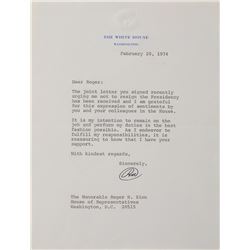 THE WHITE HOUSE
WASHINGTON
February 20, 1974
Dear Roger:
The joint letter you signed recently
urging me not to resign the Presidency
has been received and I am grateful
for this expression of sentiments by
you and your colleagues in the House.
It is my intention to remain on the
job and perform my duties in the best
fashion possible. As I endeavor to
fulfill my responsibilities, it is
reassuring to know that I have your
support.
With kindest regards,
Sincerely,
The Honorable Roger H. Zion
House of Representatives
Washington, D.C. 20515